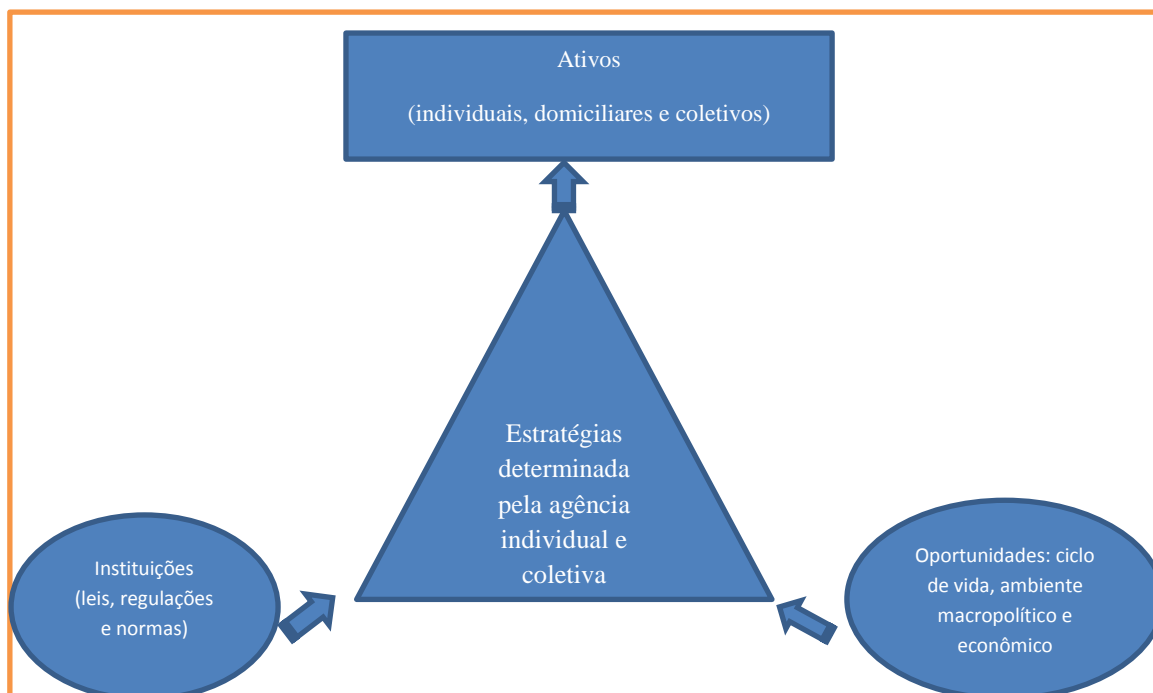 Ativos
(individuais, domiciliares e coletivos)
Estratégias
determinada
pela agência
individual e
coletiva
Instituições
(leis, regulações
e normas)
Oportunidades: ciclo
de vida, ambiente
macropolítico e
econômico